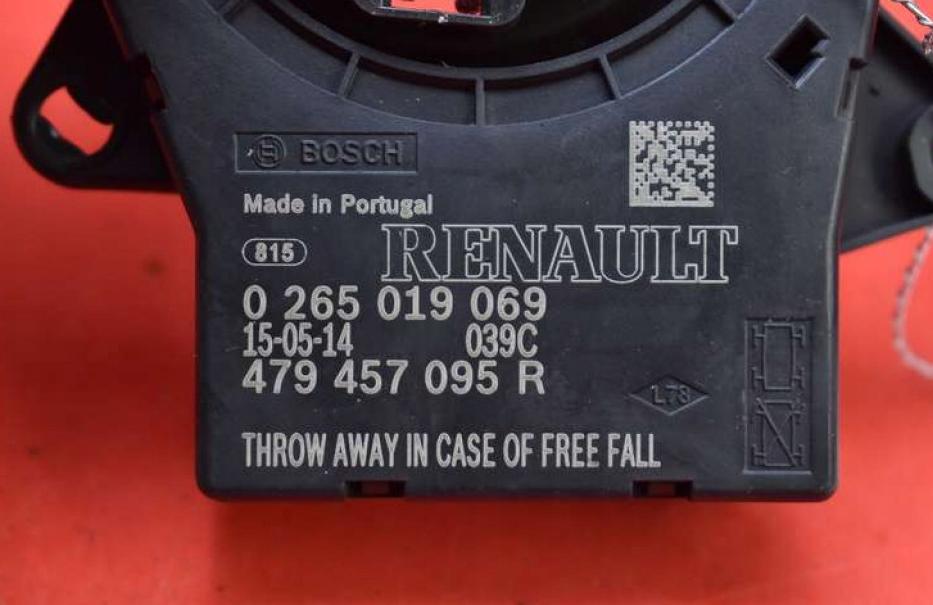 BOSCH
Made in Portugal
815 RENAULT
0 265 019 069
15-05-14 039C
479 457 095 R
L73
THROW AWAY IN CASE OF FREE FALL